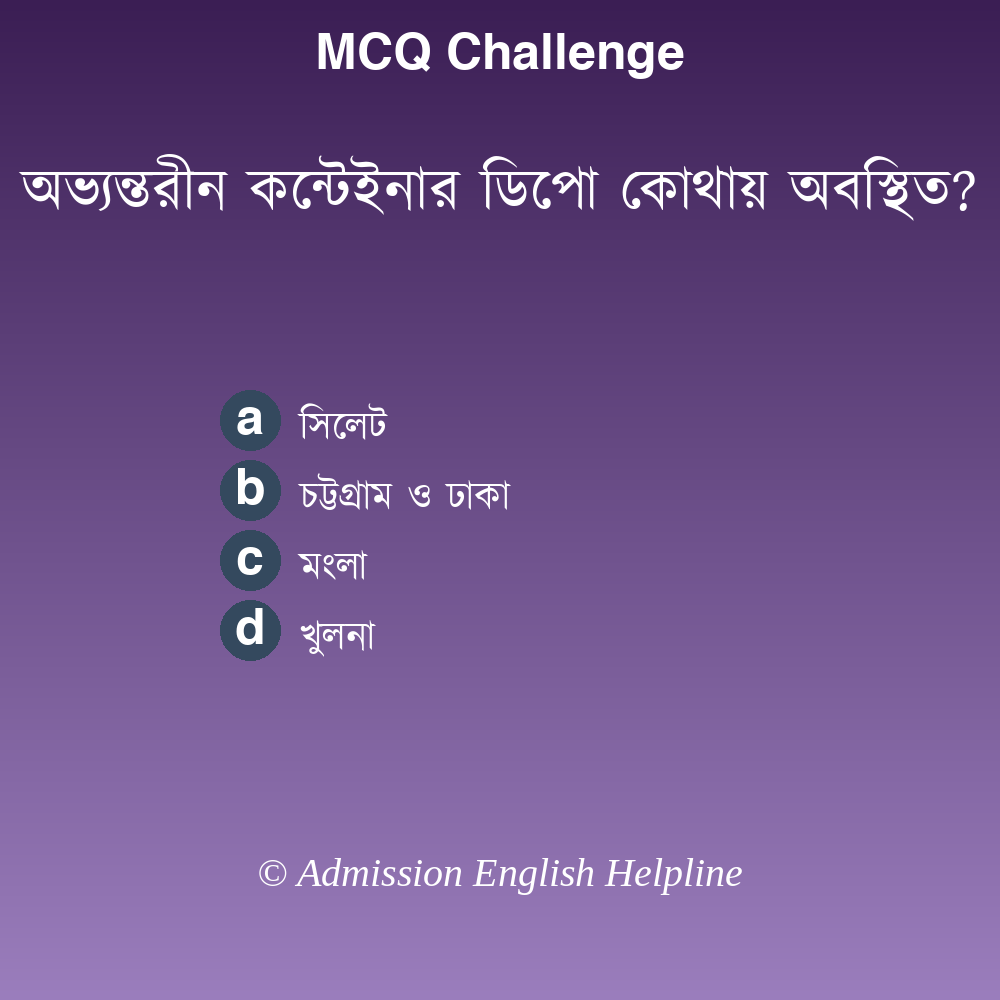 MCQ Challenge
অভ্যন্তরীন কন্টেইনার ডিপো কোথায় অবস্থিত?
a সিলেট
b চট্টগ্রাম ও ঢাকা
c মংলা
d খুলনা
© Admission English Helpline